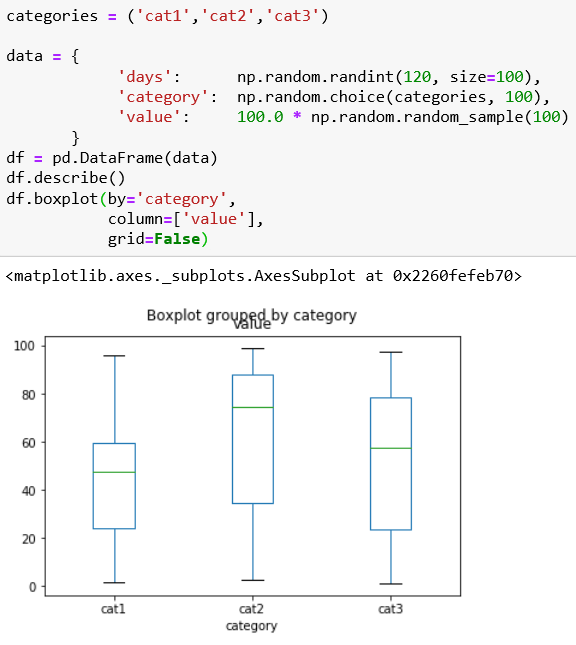 categories = ('cat1','cat2','cat3')
data = {
'days': np.random.randint(120, size=100),
'category': np.random.choice(categories, 100),
'value': 100.0 * np.random.random_sample(100)
}
df = pd.DataFrame(data)
df.describe()
df.boxplot(by='category',
column=['value'],
grid=False)
<matplotlib.axes._subplots.AxesSubplot at 0x2260fefeb70>
Boxplot grouped by category
value
100
80
60
40
20
0
cat1 cat2 cat3
category